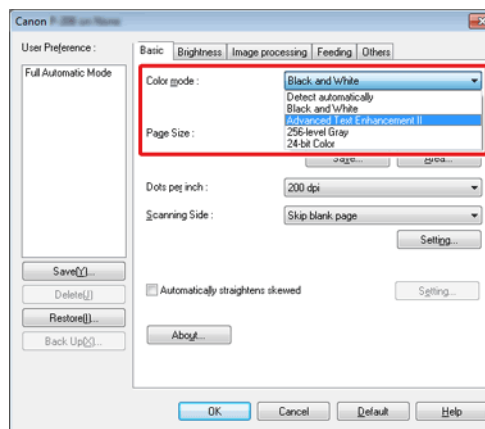 Canon
User Preference :
Full Automatic Mode
Save(Y)...
Delete(J)
Restore(I)...
Back Up(X)...
Basic Brightness Image processing Feeding Others
Color mode : Black and White
Detect automatically
Black and White
Advanced Text Enhancement II
256-level Gray
24-bit Color
Page Size :
Save... Area...
Dots per inch : 200 dpi
Scanning Side : Skip blank page
Setting...
Automatically straightens skewed Setting...
About...
OK Cancel Default Help